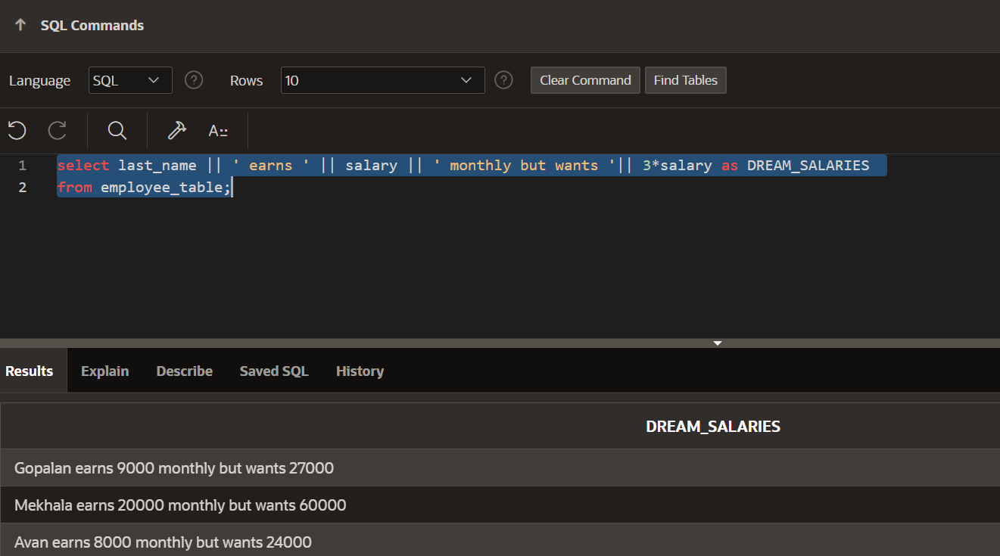 SQL Commands
Language SQL ? Rows 10 ? Clear Command Find Tables
A::
1 select last_name || ' earns ' || salary || ' monthly but wants '|| 3*salary as DREAM_SALARIES
2 from employee_table;
Results Explain Describe Saved SQL History
DREAM_SALARIES
Gopalan earns 9000 monthly but wants 27000
Mekhala earns 20000 monthly but wants 60000
Avan earns 8000 monthly but wants 24000